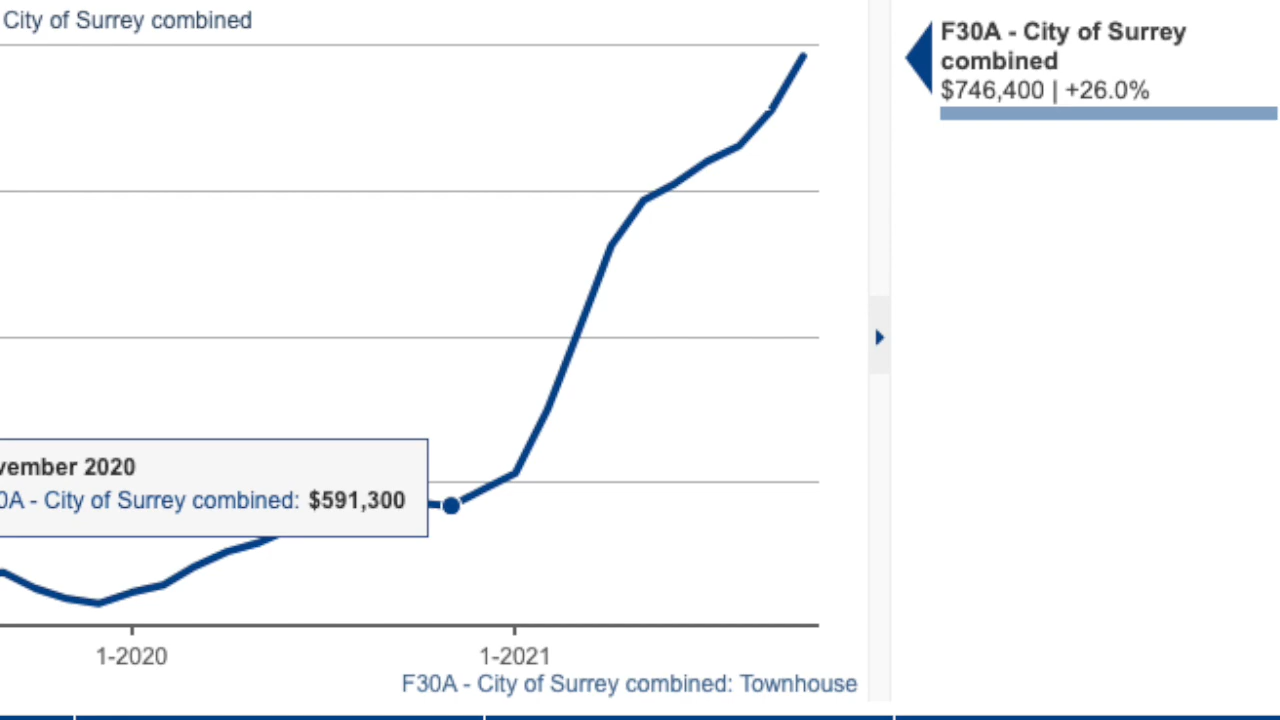 City of Surrey combined
F30A - City of Surrey
combined
$746,400 | +26.0%
vember 2020
0A - City of Surrey combined: $591,300
1-2020
1-2021
F30A - City of Surrey combined: Townhouse